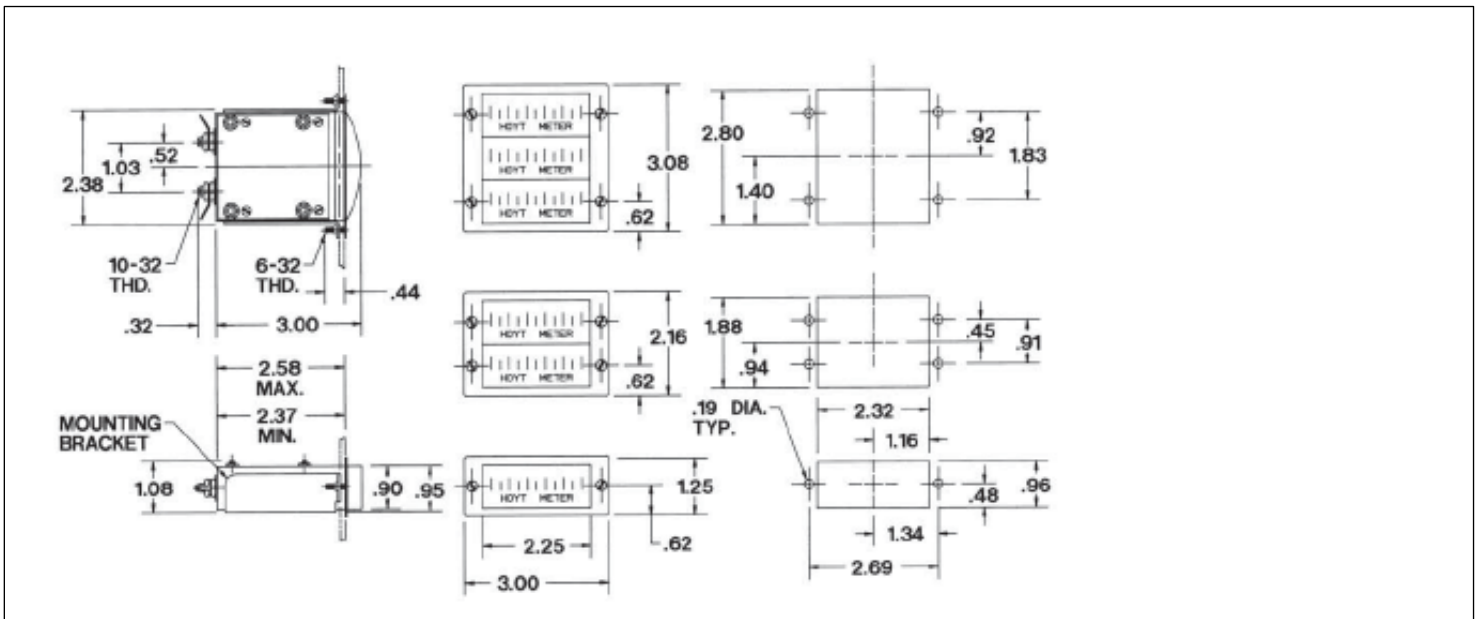 2.38
1.03
.52
10-32
THD.
6-32
THD.
.44
.32
3.00
HOYT METER
HOYT METER
HOYT METER
3.08
.62
2.80
1.40
.92
1.83
2.58
MAX.
2.37
MIN.
HOYT METER
HOYT METER
2.16
.62
1.88
.94
.45
.91
2.32
1.16
.19 DIA.
TYP.
MOUNTING
BRACKET
1.08
.90
.95
HOYT METER
1.25
.62
2.25
3.00
.96
.48
1.34
2.69